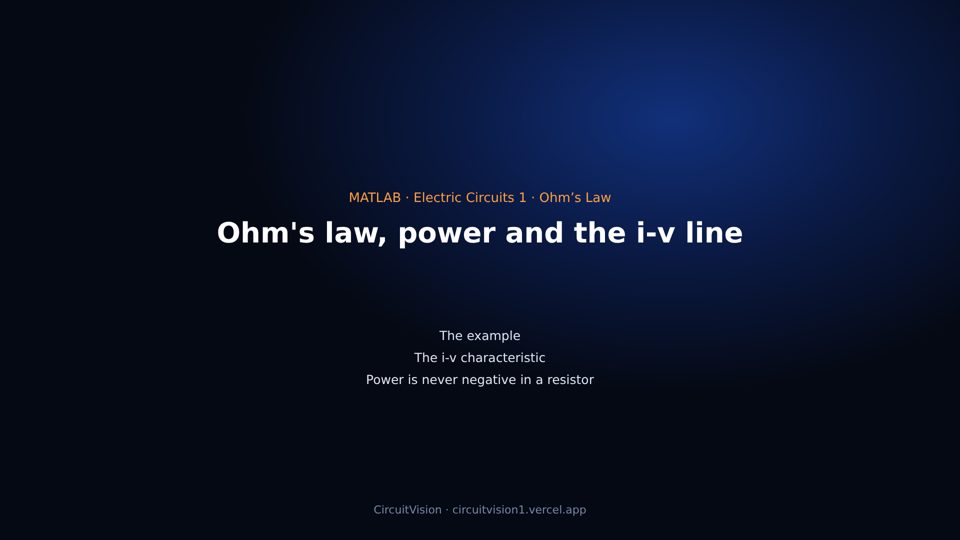 MATLAB · Electric Circuits 1 · Ohm’s Law
Ohm's law, power and the i-v line
The example
The i-v characteristic
Power is never negative in a resistor
CircuitVision · circuitvision1.vercel.app